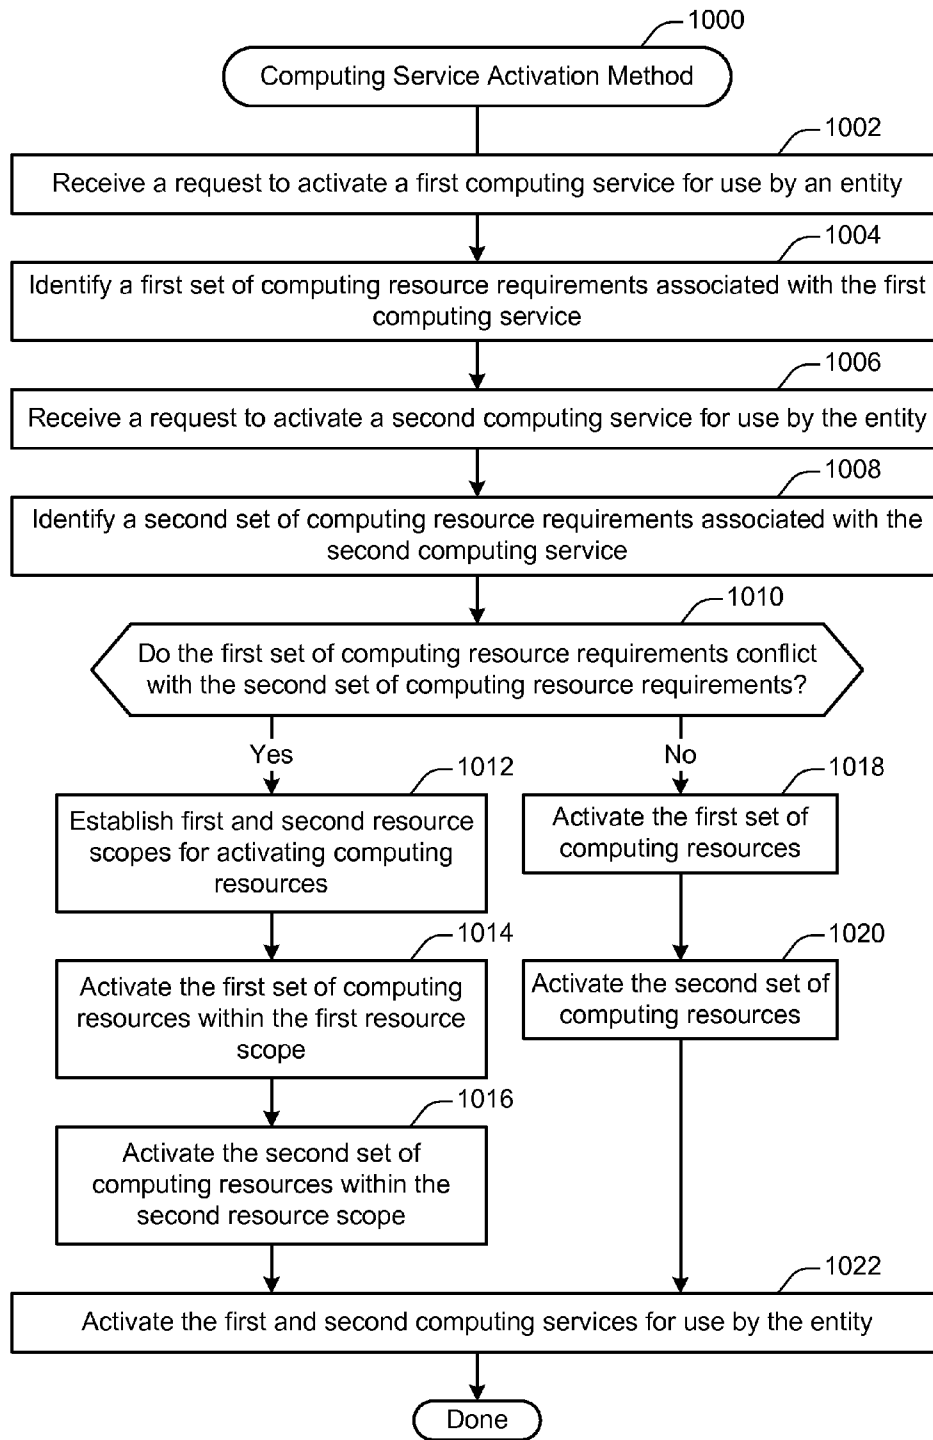 1000
Computing Service Activation Method
1002
Receive a request to activate a first computing service for use by an entity
1004
Identify a first set of computing resource requirements associated with the first
computing service
1006
Receive a request to activate a second computing service for use by the entity
1008
Identify a second set of computing resource requirements associated with the
second computing service
1010
Do the first set of computing resource requirements conflict
with the second set of computing resource requirements?
Yes
1012
Establish first and second resource
scopes for activating computing
resources
1014
Activate the first set of computing
resources within the first resource
scope
1016
Activate the second set of
computing resources within the
second resource scope
No
1018
Activate the first set of
computing resources
1020
Activate the second set of
computing resources
1022
Activate the first and second computing services for use by the entity
Done